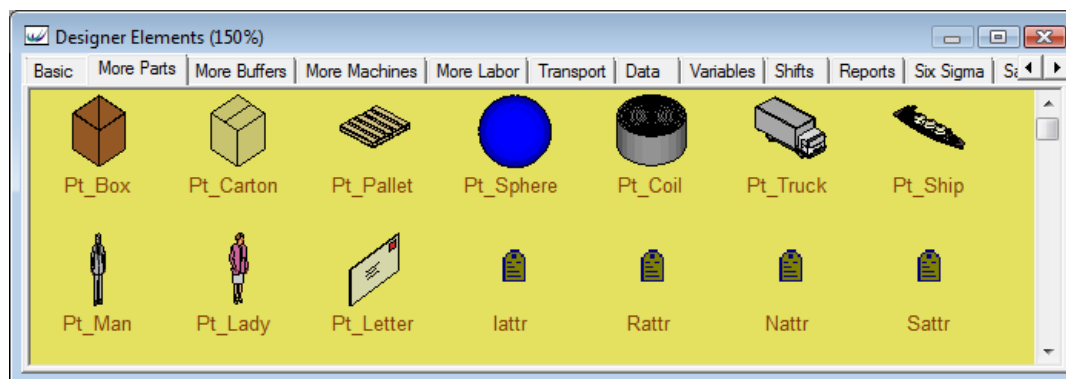 Designer Elements (150%)
Basic More Parts More Buffers More Machines More Labor Transport Data Variables Shifts Reports Six Sigma
Pt_Box Pt_Carton Pt_Pallet Pt_Sphere Pt_Coil Pt_Truck Pt_Ship
Pt_Man Pt_Lady Pt_Letter Iattr Rattr Nattr Sattr